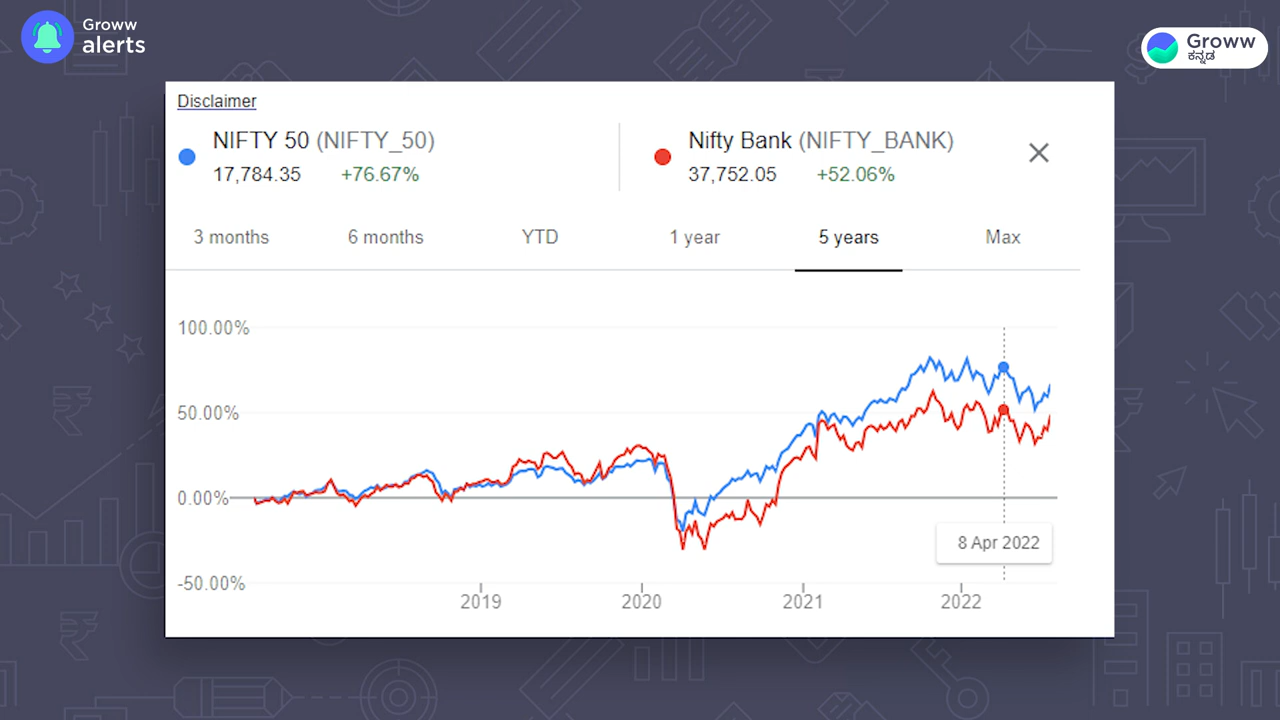 Groww
alerts
Groww
ಕನ್ನಡ
Disclaimer
NIFTY 50 (NIFTY_50)
17,784.35 +76.67%
Nifty Bank (NIFTY_BANK)
37,752.05 +52.06%
3 months 6 months YTD 1 year 5 years Max
100.00%
50.00%
0.00%
-50.00%
8 Apr 2022
2019 2020 2021 2022